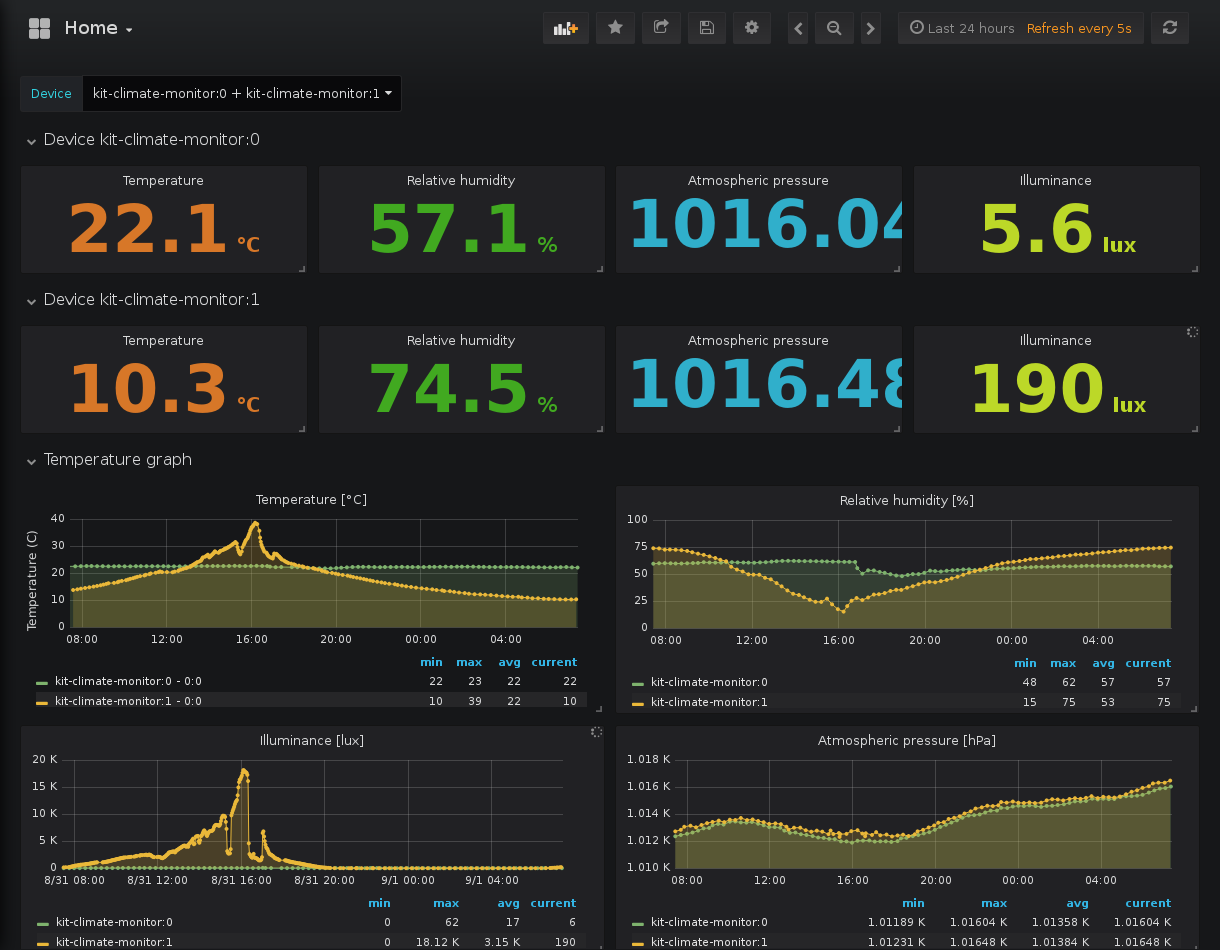 Home
Last 24 hours Refresh every 5s
Device kit-climate-monitor:0 + kit-climate-monitor:1
Device kit-climate-monitor:0
Temperature Relative humidity Atmospheric pressure Illuminance
22.1 °C 57.1 % 1016.04 5.6 lux
Device kit-climate-monitor:1
Temperature Relative humidity Atmospheric pressure Illuminance
10.3 °C 74.5 % 1016.48 190 lux
Temperature graph
Temperature [°C]
Temperature (C)
40
30
20
10
0
08:00 12:00 16:00 20:00 00:00 04:00
min max avg current
kit-climate-monitor:0 - 0:0 22 23 22 22
kit-climate-monitor:1 - 0:0 10 39 22 10
Relative humidity [%]
100
75
50
25
0
08:00 12:00 16:00 20:00 00:00 04:00
min max avg current
kit-climate-monitor:0 48 62 57 57
kit-climate-monitor:1 15 75 53 75
Illuminance [lux]
20 K
15 K
10 K
5 K
0
8/31 08:00 8/31 12:00 8/31 16:00 8/31 20:00 9/1 00:00 9/1 04:00
min max avg current
kit-climate-monitor:0 0 62 17 6
kit-climate-monitor:1 0 18.12 K 3.15 K 190
Atmospheric pressure [hPa]
1.018 K
1.016 K
1.014 K
1.012 K
1.010 K
08:00 12:00 16:00 20:00 00:00 04:00
min max avg current
kit-climate-monitor:0 1.01189 K 1.01604 K 1.01358 K 1.01604 K
kit-climate-monitor:1 1.01231 K 1.01648 K 1.01384 K 1.01648 K